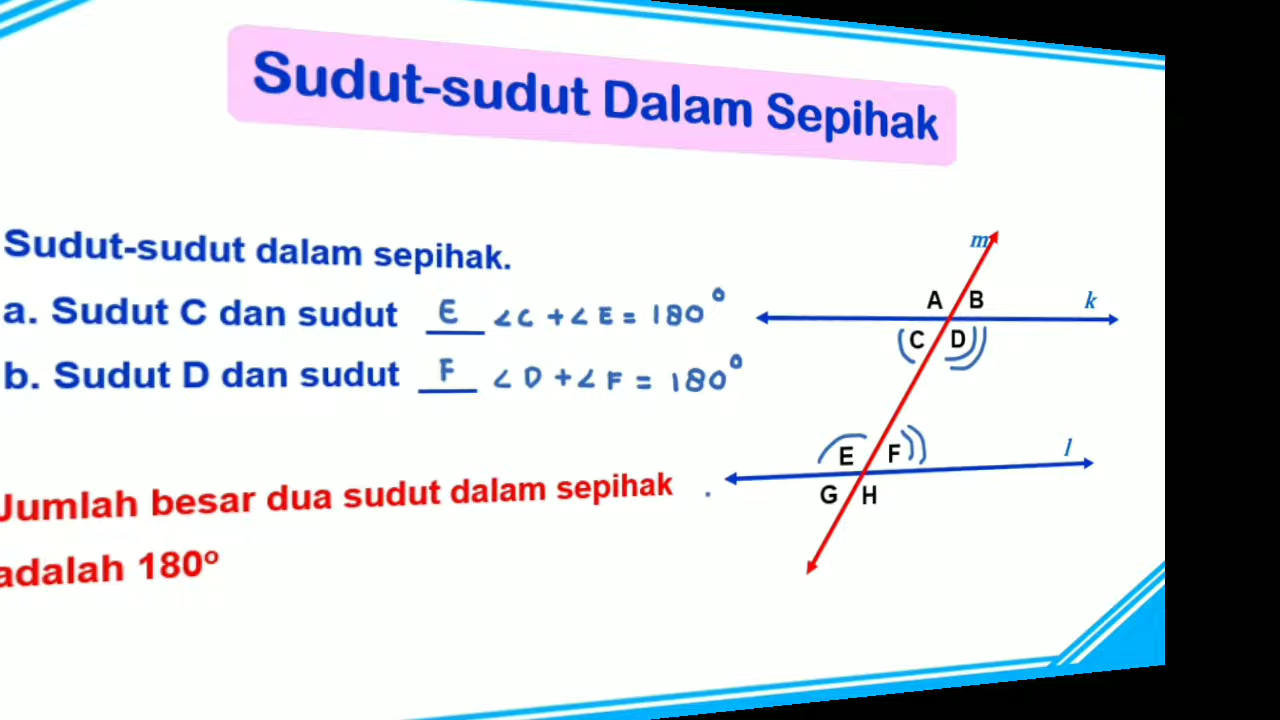 Sudut-sudut Dalam Sepihak
Sudut-sudut dalam sepihak.
a. Sudut C dan sudut E ∠C + ∠E = 180°
b. Sudut D dan sudut F ∠D + ∠F = 180°
Jumlah besar dua sudut dalam sepihak .
adalah 180°
m
A B k
C D
E F l
G H